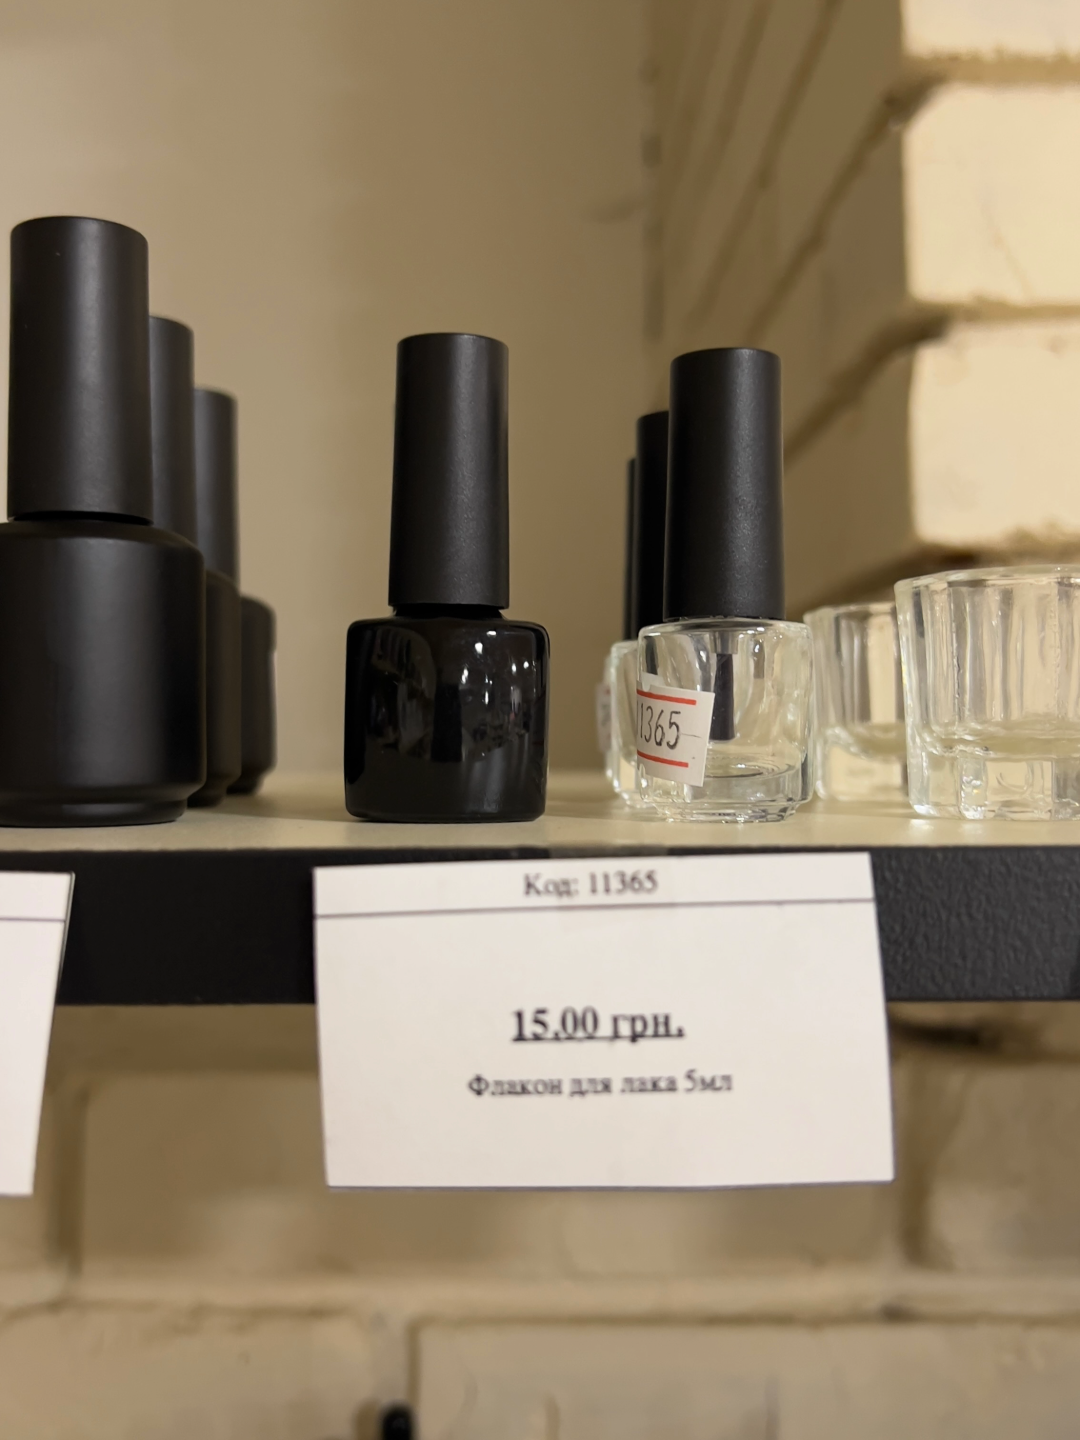 1365
Код: 11365
15,00 грн.
Флакон для лака 5мл